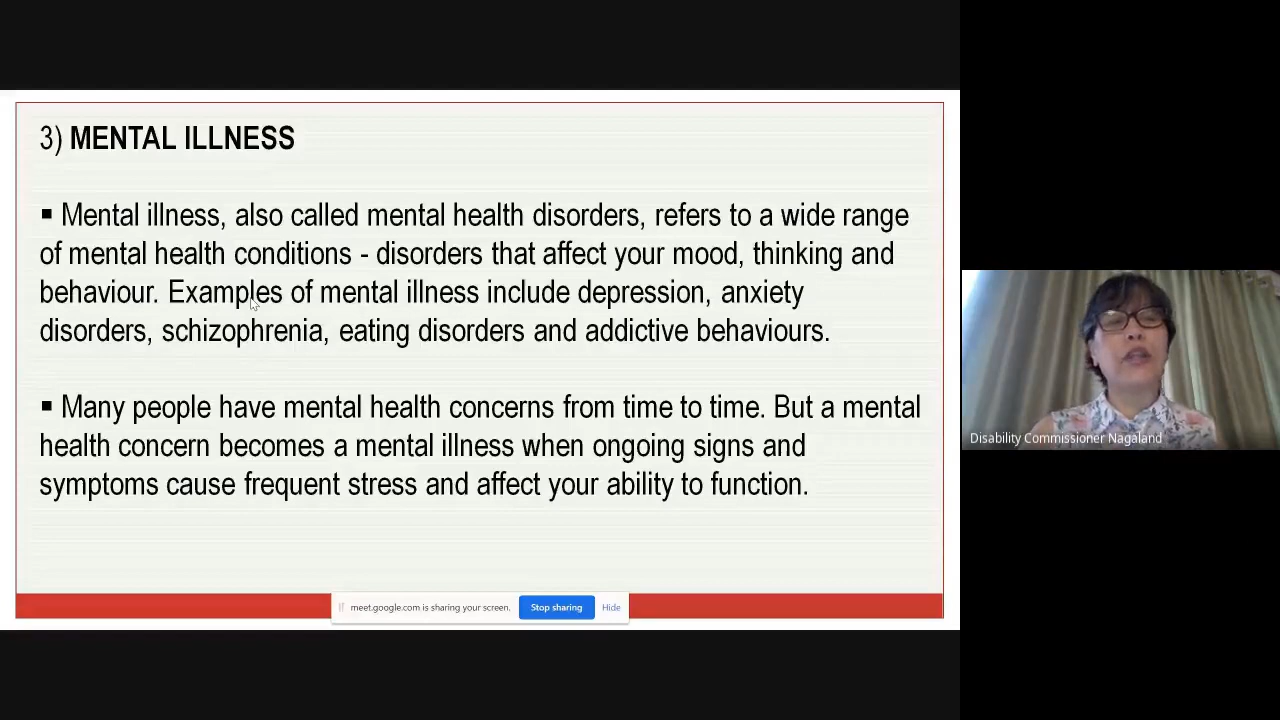 3) MENTAL ILLNESS
▪ Mental illness, also called mental health disorders, refers to a wide range
of mental health conditions - disorders that affect your mood, thinking and
behaviour. Examples of mental illness include depression, anxiety
disorders, schizophrenia, eating disorders and addictive behaviours.
▪ Many people have mental health concerns from time to time. But a mental
health concern becomes a mental illness when ongoing signs and
symptoms cause frequent stress and affect your ability to function.
meet.google.com is sharing your screen. Stop sharing Hide
Disability Commissioner Nagaland